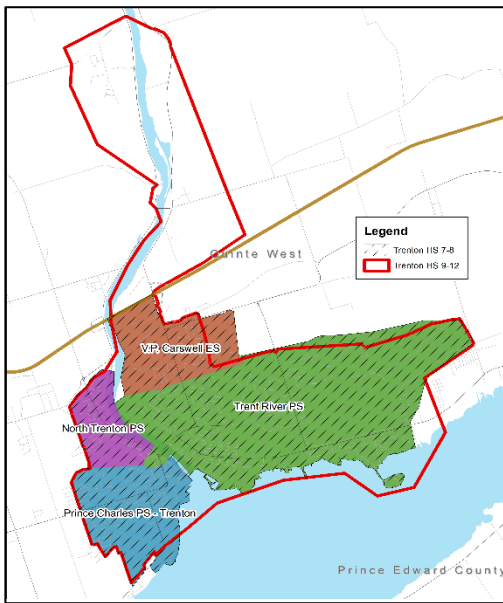 Legend
Trenton HS 7-8
Trenton HS 9-12
Quinte West
V.P. Carswell ES
Trent River PS
North Trenton PS
Prince Charles PS - Trenton
Prince Edward County